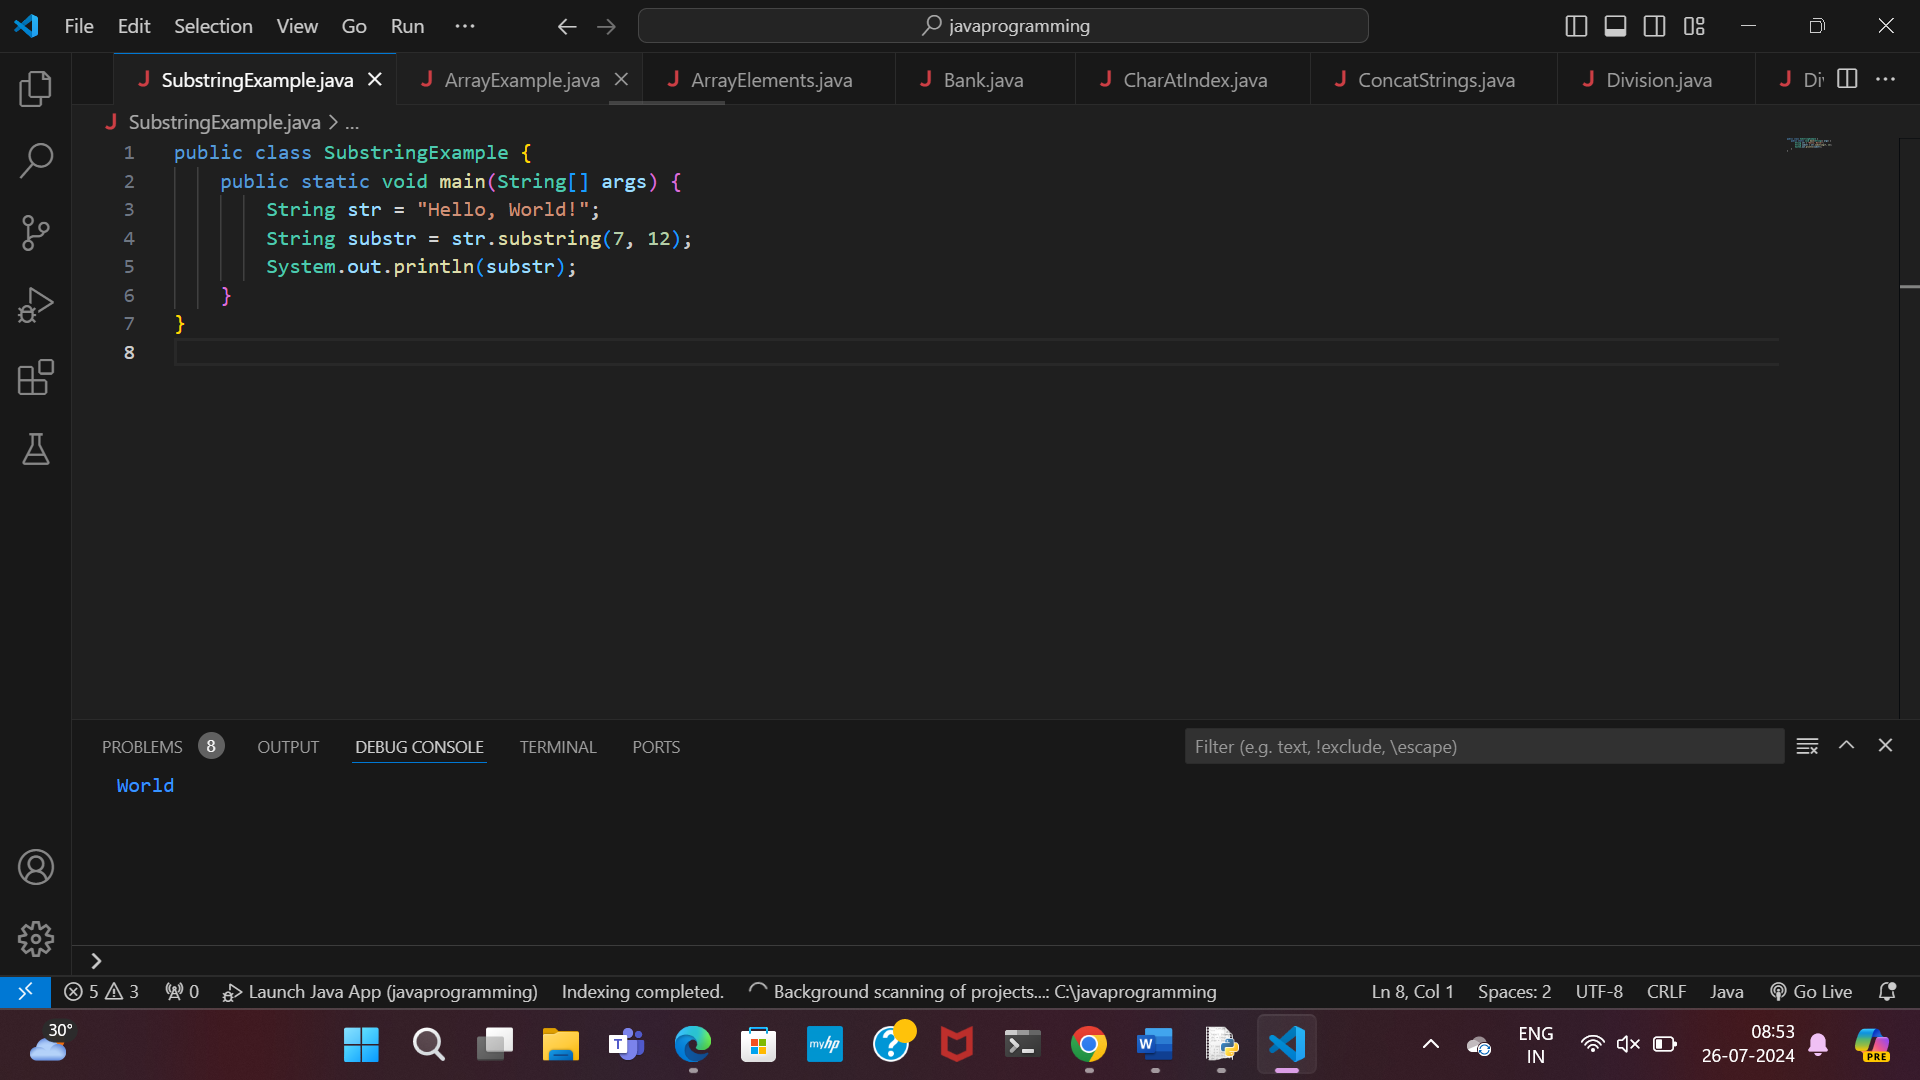 File Edit Selection View Go Run ··· javaprogramming
SubstringExample.java ArrayExample.java ArrayElements.java Bank.java CharAtIndex.java ConcatStrings.java Division.java Di
SubstringExample.java > ...
1 public class SubstringExample {
2 public static void main(String[] args) {
3 String str = "Hello, World!";
4 String substr = str.substring(7, 12);
5 System.out.println(substr);
6 }
7 }
8
PROBLEMS 8 OUTPUT DEBUG CONSOLE TERMINAL PORTS Filter (e.g. text, !exclude, \escape)
World
5 3 0 Launch Java App (javaprogramming) Indexing completed. Background scanning of projects...: C:\javaprogramming Ln 8, Col 1 Spaces: 2 UTF-8 CRLF Java Go Live
30° T myhp ? W ENG 08:53 PRE
IN 26-07-2024